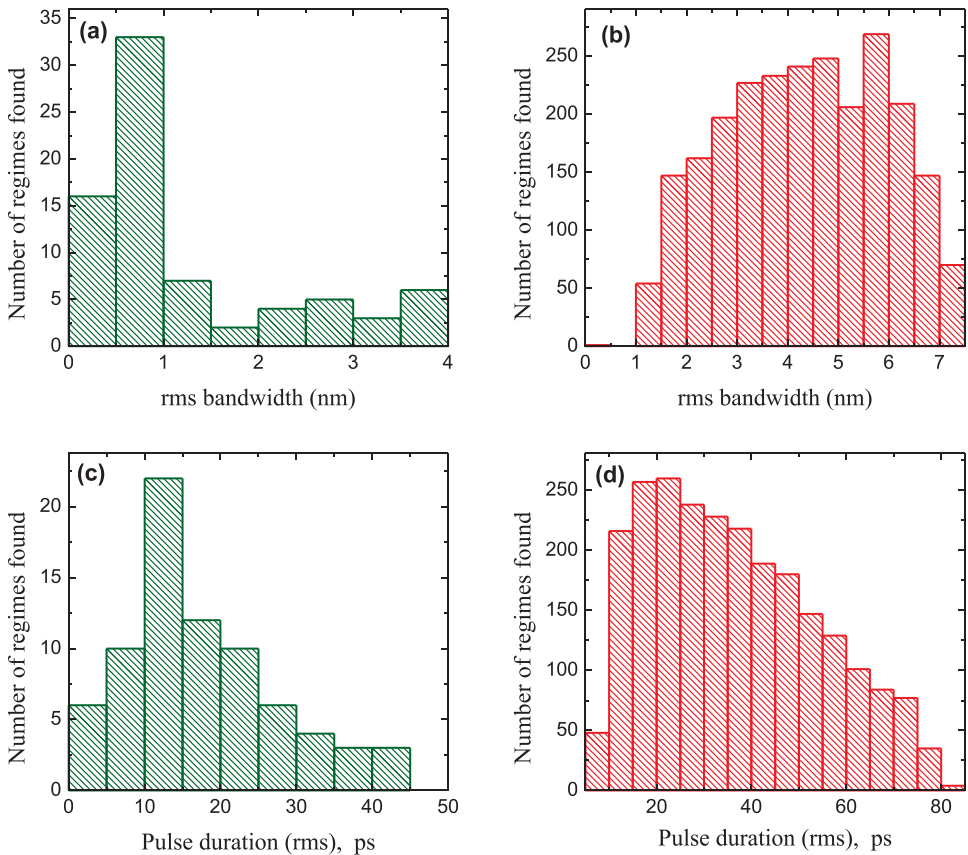 (a)
Number of regimes found
35
30
25
20
15
10
5
0
0 1 2 3 4
rms bandwidth (nm)
(b)
Number of regimes found
250
200
150
100
50
0
0 1 2 3 4 5 6 7
rms bandwidth (nm)
(c)
Number of regimes found
20
15
10
5
0
0 10 20 30 40 50
Pulse duration (rms), ps
(d)
Number of regimes found
250
200
150
100
50
0
20 40 60 80
Pulse duration (rms), ps